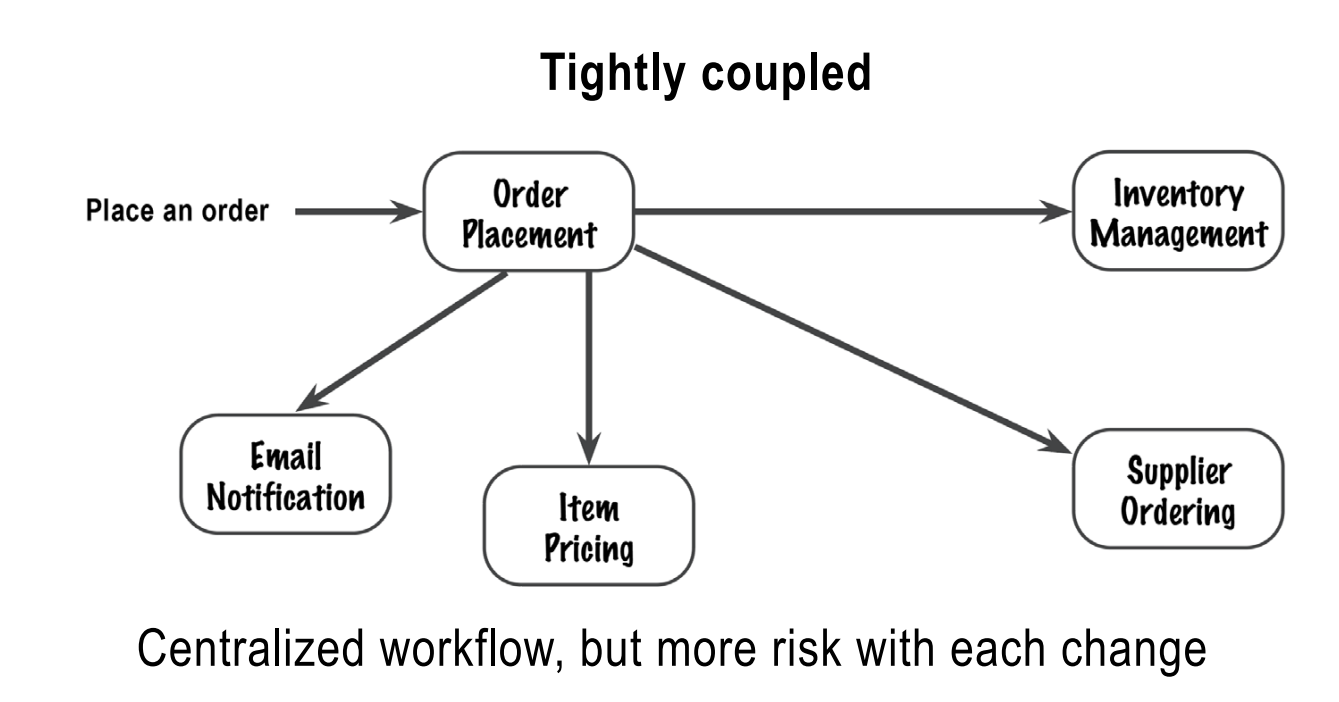 Tightly coupled
Place an order
Order
Placement
Inventory
Management
Email
Notification
Item
Pricing
Supplier
Ordering
Centralized workflow, but more risk with each change